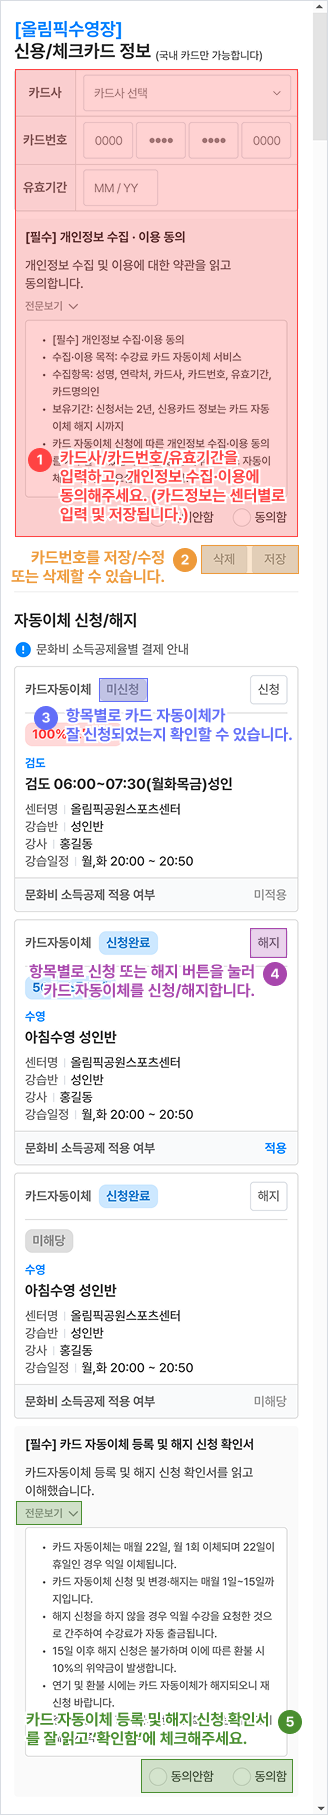 [올림픽수영장]
신용/체크카드 정보 (국내 카드만 가능합니다)
카드사 카드사 선택
카드번호 0000 •••• •••• 0000
유효기간 MM / YY
[필수] 개인정보 수집 · 이용 동의
개인정보 수집 및 이용에 대한 약관을 읽고
동의합니다.
전문보기
• [필수] 개인정보 수집·이용 동의
• 수집·이용 목적: 수강료 카드 자동이체 서비스
• 수집항목: 성명, 연락처, 카드사, 카드번호, 유효기간,
카드명의인
• 보유기간: 신청서는 2년, 신용카드 정보는 카드 자동
이체 해지 시까지
• 카드 자동이체 신청에 따른 개인정보 수집·이용 동의
1 카드사/카드번호/유효기간을
입력하고, 개인정보 수집·이용에
동의해주세요. (카드정보는 센터별로
입력 및 저장됩니다.)
동의함
카드번호를 저장/수정
또는 삭제할 수 있습니다.
2 삭제 저장
자동이체 신청/해지
! 문화비 소득공제율별 결제 안내
카드자동이체 미신청 신청
3 항목별로 카드 자동이체가
잘 신청되었는지 확인할 수 있습니다.
100%
검도
검도 06:00~07:30(월화목금)성인
센터명 올림픽공원스포츠센터
강습반 성인반
강사 홍길동
강습일정 월,화 20:00 ~ 20:50
문화비 소득공제 적용 여부 미적용
카드자동이체 신청완료 해지
항목별로 신청 또는 해지 버튼을 눌러
카드 자동이체를 신청/해지합니다.
4
수영
아침수영 성인반
센터명 올림픽공원스포츠센터
강습반 성인반
강사 홍길동
강습일정 월,화 20:00 ~ 20:50
문화비 소득공제 적용 여부 적용
카드자동이체 신청완료 해지
미해당
수영
아침수영 성인반
센터명 올림픽공원스포츠센터
강습반 성인반
강사 홍길동
강습일정 월,화 20:00 ~ 20:50
문화비 소득공제 적용 여부 미해당
[필수] 카드 자동이체 등록 및 해지 신청 확인서
카드자동이체 등록 및 해지 신청 확인서를 읽고
이해했습니다.
전문보기
• 카드 자동이체는 매월 22일, 월 1회 이체되며 22일이
휴일인 경우 익일 이체됩니다.
• 카드 자동이체 신청 및 변경·해지는 매월 1일~15일까
지입니다.
• 해지 신청을 하지 않을 경우 익월 수강을 요청한 것으
로 간주하여 수강료가 자동 출금됩니다.
• 15일 이후 해지 신청은 불가하며 이에 따른 환불 시
10%의 위약금이 발생합니다.
• 연기 및 환불 시에는 카드 자동이체가 해지되오니 재
신청 바랍니다.
카드 자동이체 등록 및 해지 신청 확인서
를 잘 읽고 '확인함'에 체크해주세요.
5
동의안함 동의함